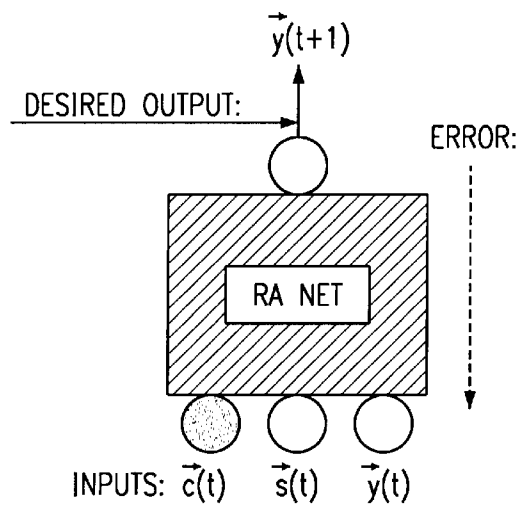 y⃗(t+1)
DESIRED OUTPUT:
ERROR:
RA NET
INPUTS: c⃗(t) s⃗(t) y⃗(t)